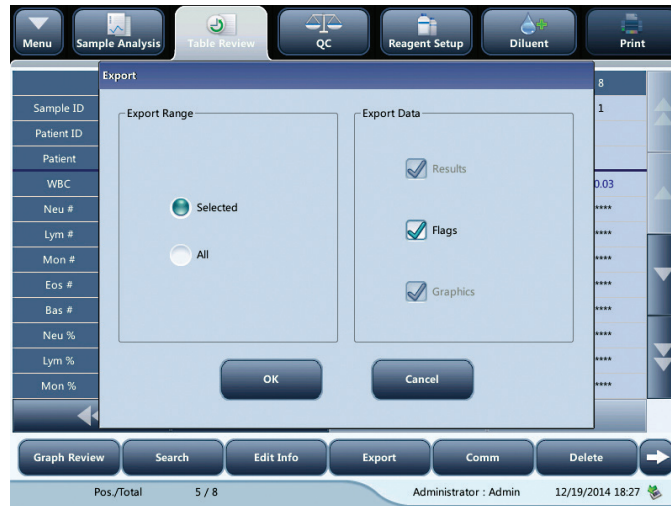 Menu
Sample Analysis
Table Review
QC
Reagent Setup
Diluent
Print
Export
8
Sample ID
1
Patient ID
Patient
WBC
0.03
Neu #
****
Lym #
****
Mon #
****
Eos #
****
Bas #
****
Neu %
****
Lym %
****
Mon %
****
Export Range
Selected
All
Export Data
Results
Flags
Graphics
OK
Cancel
Graph Review
Search
Edit Info
Export
Comm
Delete
Pos./Total 5 / 8
Administrator : Admin
12/19/2014 18:27